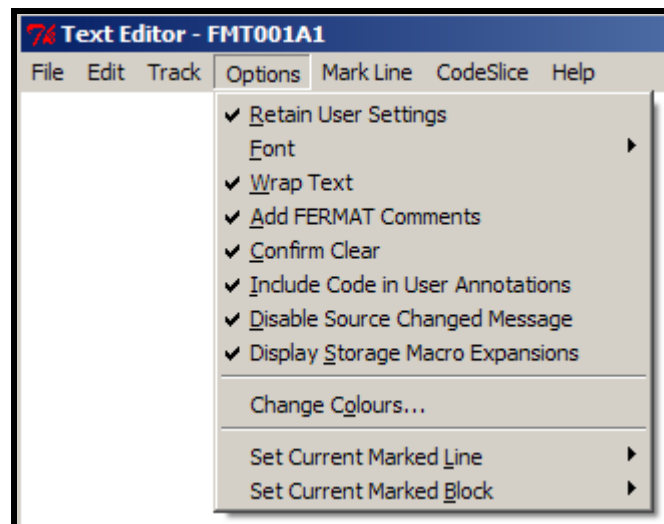 Text Editor - FMT001A1
File Edit Track Options Mark Line CodeSlice Help
Retain User Settings
Font
Wrap Text
Add FERMAT Comments
Confirm Clear
Include Code in User Annotations
Disable Source Changed Message
Display Storage Macro Expansions
Change Colours...
Set Current Marked Line
Set Current Marked Block